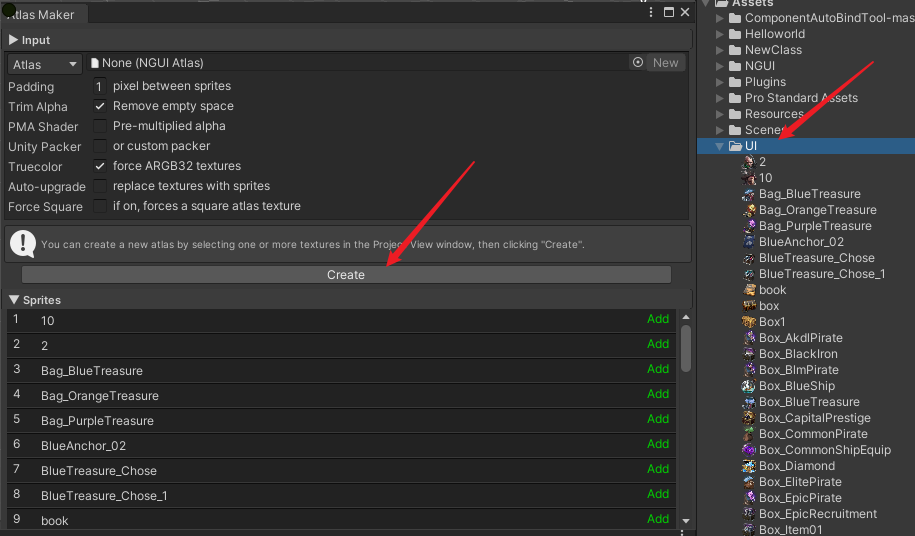 Atlas Maker
Input
Atlas
None (NGUI Atlas)
New
Padding 1 pixel between sprites
Trim Alpha Remove empty space
PMA Shader Pre-multiplied alpha
Unity Packer or custom packer
Truecolor force ARGB32 textures
Auto-upgrade replace textures with sprites
Force Square if on, forces a square atlas texture
You can create a new atlas by selecting one or more textures in the Project View window, then clicking "Create".
Create
Sprites
1 10 Add
2 2 Add
3 Bag_BlueTreasure Add
4 Bag_OrangeTreasure Add
5 Bag_PurpleTreasure Add
6 BlueAnchor_02 Add
7 BlueTreasure_Chose Add
8 BlueTreasure_Chose_1 Add
9 book Add
Assets
ComponentAutoBindTool-mas
Helloworld
NewClass
NGUI
Plugins
Pro Standard Assets
Resources
Scenes
UI
2
10
Bag_BlueTreasure
Bag_OrangeTreasure
Bag_PurpleTreasure
BlueAnchor_02
BlueTreasure_Chose
BlueTreasure_Chose_1
book
box
Box1
Box_AkdlPirate
Box_BlackIron
Box_BlmPirate
Box_BlueShip
Box_BlueTreasure
Box_CapitalPrestige
Box_CommonPirate
Box_CommonShipEquip
Box_Diamond
Box_ElitePirate
Box_EpicPirate
Box_EpicRecruitment
Box_Item01